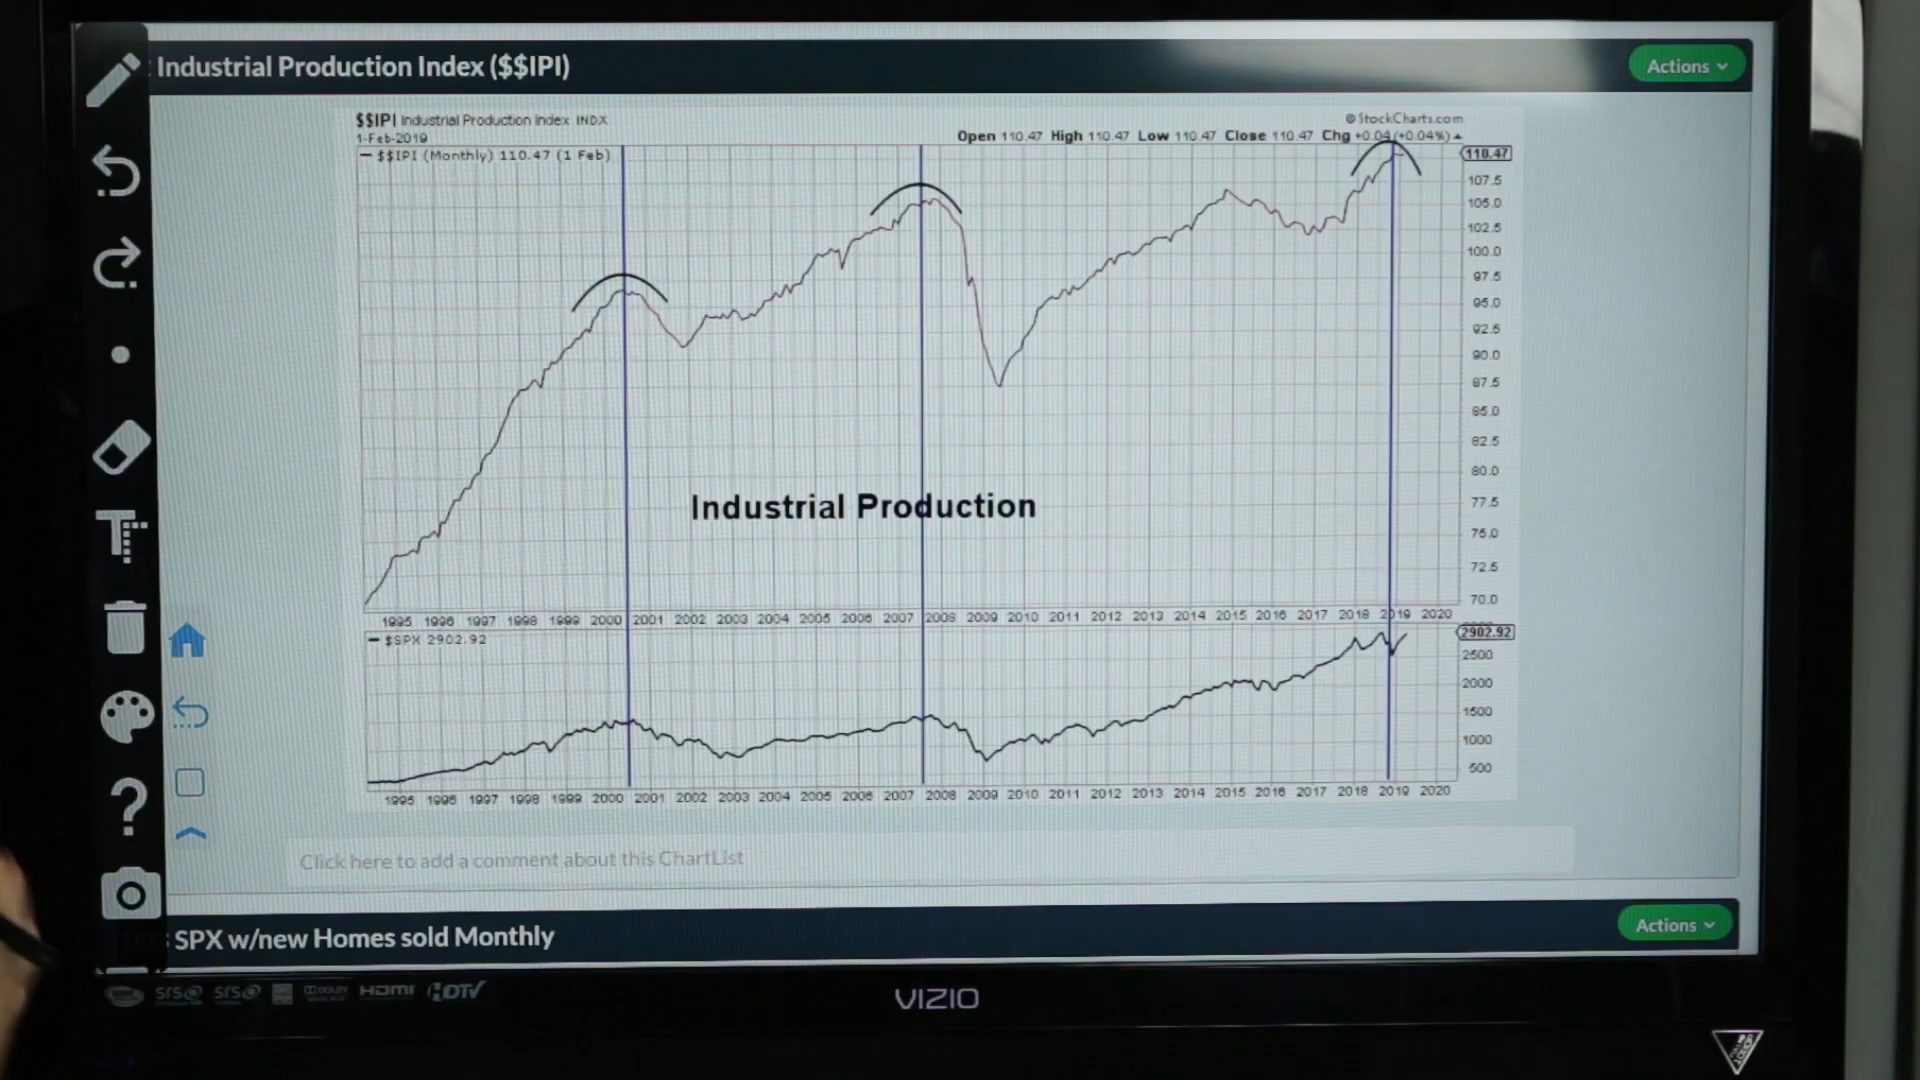 Industrial Production Index ($$IPI)
Actions
$$IPI Industrial Production Index INDX
© StockCharts.com
1-Feb-2019
Open 110.47 High 110.47 Low 110.47 Close 110.47 Chg +0.04 (+0.04%)
$$IPI (Monthly) 110.47 (1 Feb)
110.47
107.5
105.0
102.5
100.0
97.5
95.0
92.5
90.0
87.5
85.0
82.5
80.0
Industrial Production
77.5
75.0
72.5
70.0
1995 1996 1997 1998 1999 2000 2001 2002 2003 2004 2005 2006 2007 2008 2009 2010 2011 2012 2013 2014 2015 2016 2017 2018 2019 2020
$SPX 2902.92
2902.92
2500
2000
1500
1000
500
1995 1996 1997 1998 1999 2000 2001 2002 2003 2004 2005 2006 2007 2008 2009 2010 2011 2012 2013 2014 2015 2016 2017 2018 2019 2020
Click here to add a comment about this ChartList
SPX w/new Homes sold Monthly
Actions
SRS SRS DOLBY HDMI HDTV
VIZIO